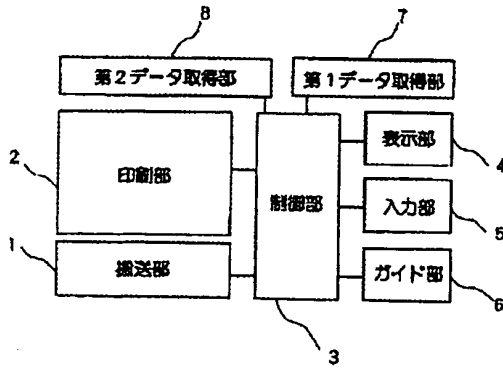 8
7
第2データ取得部
第1データ取得部
2
印刷部
制御部
表示部
4
入力部
5
1
搬送部
ガイド部
6
3